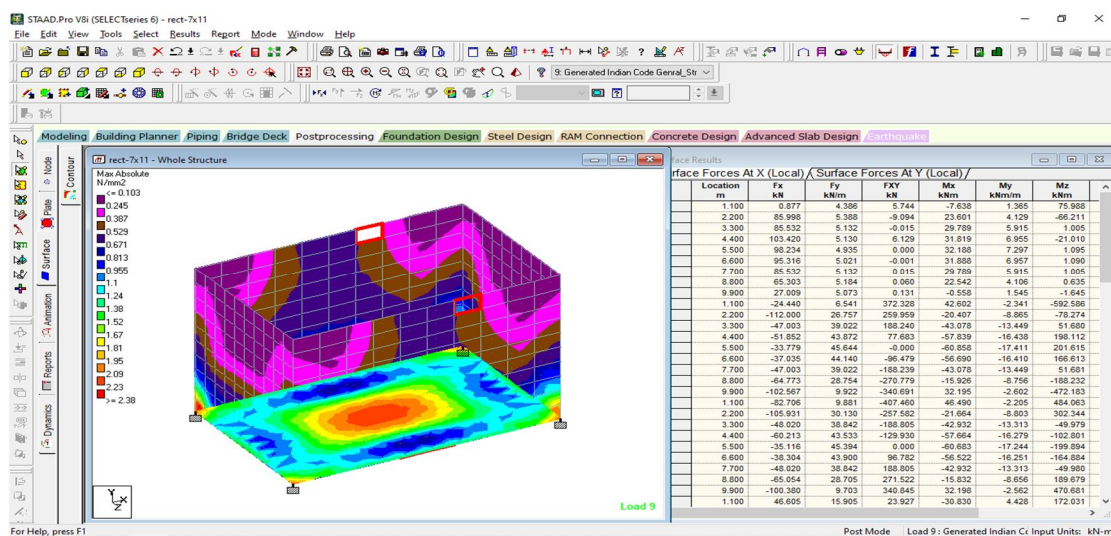 STAAD.Pro V8i (SELECTseries 6) - rect-7x11
File Edit View Tools Select Results Report Mode Window Help
9: Generated Indian Code Genral_Str
Modeling Building Planner Piping Bridge Deck Postprocessing Foundation Design Steel Design RAM Connection Concrete Design Advanced Slab Design Earthquake
Node
Plate
Surface
Animation
Reports
Dynamics
Contour
rect-7x11 - Whole Structure
Max Absolute
N/mm2
<= 0.103
0.245
0.387
0.529
0.671
0.813
0.955
1.1
1.24
1.38
1.52
1.67
1.81
1.95
2.09
2.23
>= 2.38
Y
X
Z
Load 9
face Results
rface Forces At X (Local) Surface Forces At Y (Local)
Location m Fx kN Fy kN/m FXY kN Mx kNm My kNm Mz kNm
1.100 0.877 4.386 5.744 -7.638 1.365 75.988
2.200 85.998 5.388 -9.094 23.601 4.129 -66.211
3.300 85.532 5.132 -0.015 29.789 5.915 1.005
4.400 103.420 5.130 6.129 31.819 6.955 -21.010
5.500 98.234 4.935 0.000 32.188 7.297 1.095
6.600 95.316 5.021 -0.001 31.888 6.957 1.090
7.700 85.532 5.132 0.015 29.789 5.915 1.005
8.800 65.303 5.184 0.060 22.542 4.106 0.635
9.900 27.009 5.073 0.131 -0.558 1.545 -1.645
1.100 -24.440 6.541 372.328 42.602 -2.341 -592.586
2.200 -112.000 26.757 259.959 -20.407 -8.865 -78.274
3.300 -47.003 39.022 188.240 -43.078 -13.449 51.680
4.400 -51.852 43.872 77.683 -57.839 -16.438 198.112
5.500 -33.779 45.644 -0.000 -60.858 -17.411 201.615
6.600 -37.035 44.140 -96.479 -56.690 -16.410 166.613
7.700 -47.003 39.022 -188.239 -43.078 -13.449 51.681
8.800 -64.773 28.754 -270.779 -15.926 -8.756 -188.232
9.900 -102.567 9.922 -340.691 32.195 -2.602 -472.183
1.100 -82.706 9.881 -407.460 46.490 -2.205 484.063
2.200 -105.931 30.130 -257.582 -21.664 -8.803 302.344
3.300 -48.020 38.842 -188.805 -42.932 -13.313 -49.979
4.400 -60.213 43.533 -129.930 -57.664 -16.279 -102.801
5.500 -35.116 45.394 0.000 -60.683 -17.244 -199.894
6.600 -38.304 43.900 96.782 -56.522 -16.251 -164.884
7.700 -48.020 38.842 188.805 -42.932 -13.313 -49.980
8.800 -65.054 28.705 271.522 -15.832 -8.656 189.679
9.900 -100.380 9.703 340.845 32.198 -2.562 470.681
1.100 46.605 15.905 23.927 -30.830 4.428 172.031
For Help, press F1
Post Mode Load 9 : Generated Indian Cc Input Units: kN-m